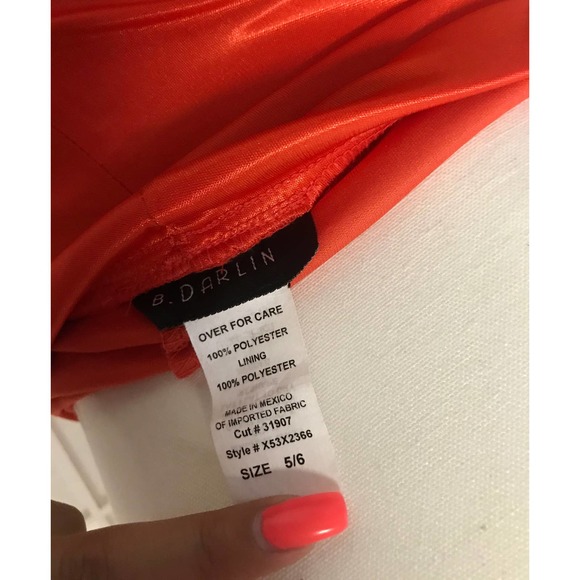 B. DARLIN
OVER FOR CARE
100% POLYESTER
LINING
100% POLYESTER
MADE IN MEXICO
OF IMPORTED FABRIC
Cut # 31907
Style # X53X2366
SIZE 5/6